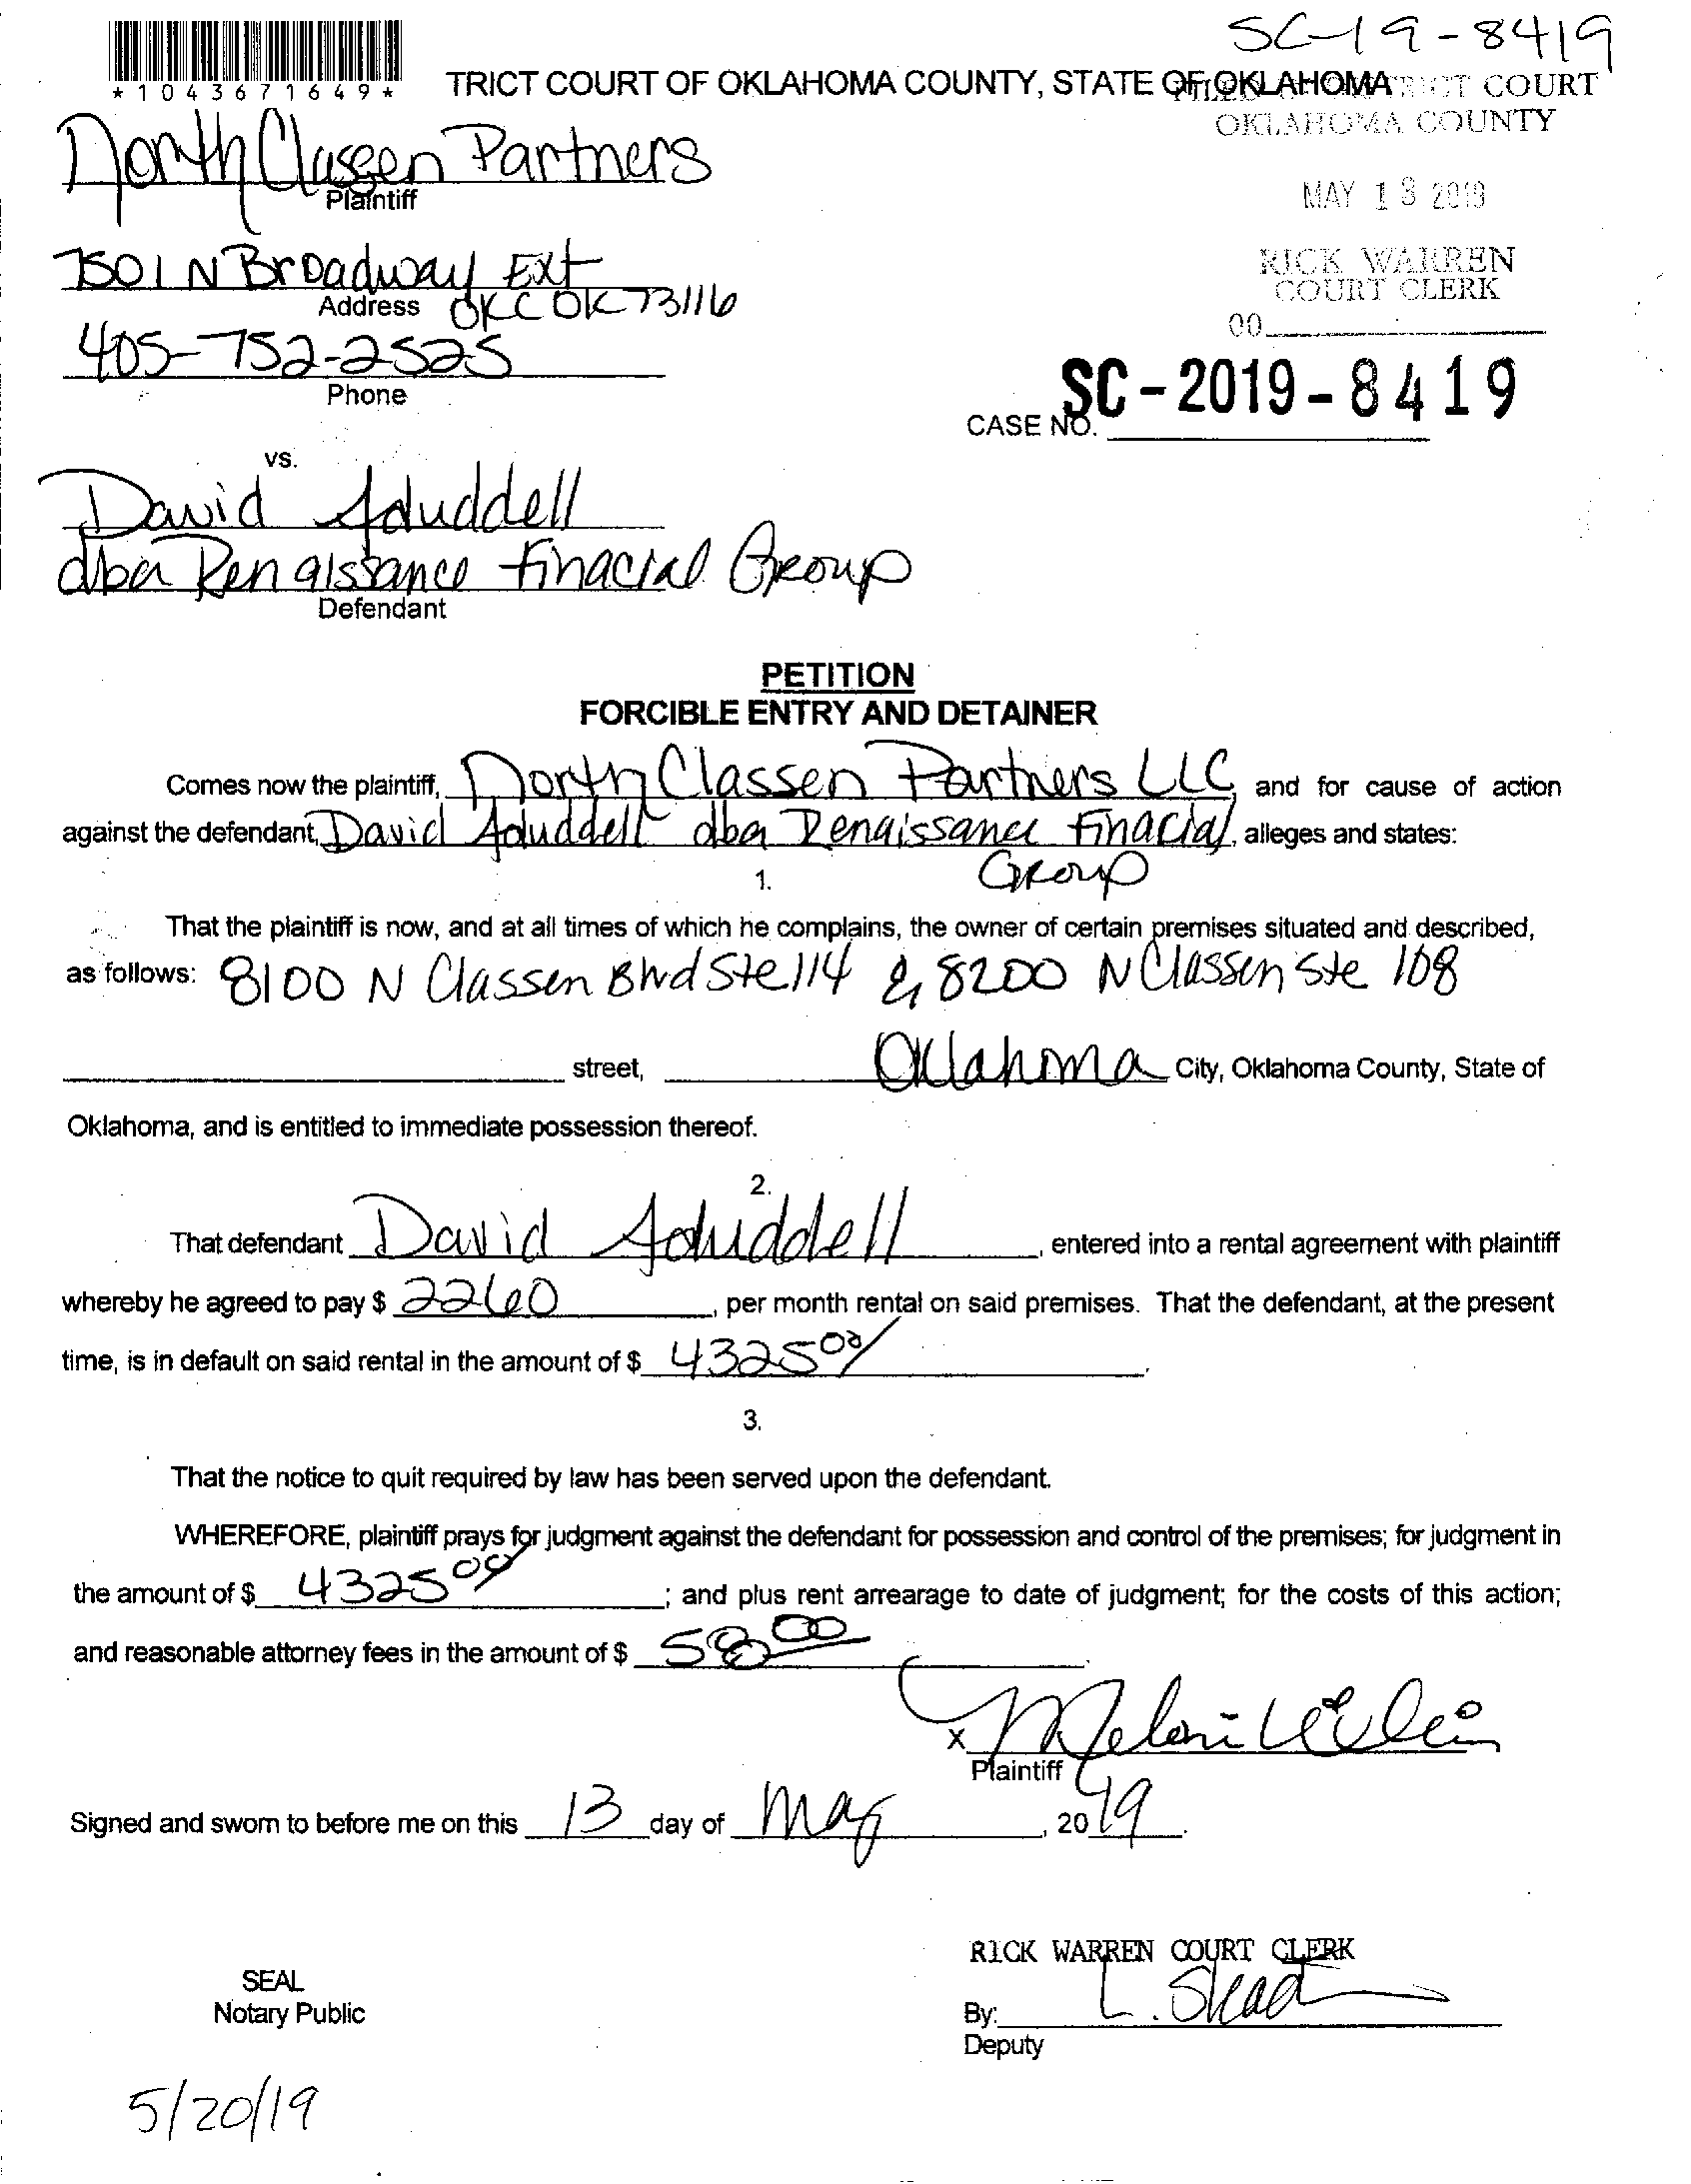 SC-19-8419
*1043671649*
TRICT COURT OF OKLAHOMA COUNTY, STATE OF OKLAHOMA
COURT
OKLAHOMA COUNTY
North Classen Partners
Plaintiff
MAY 13 2019
7501 N Broadway Ext
Address OKC OK 73116
RICK WARREN
COURT CLERK
405-752-2525
Phone
00
SC-2019-8419
CASE NO.
vs.
David Aduddell
dba Renaissance Finacial Group
Defendant
PETITION
FORCIBLE ENTRY AND DETAINER
Comes now the plaintiff, North Classen Partners LLC and for cause of action
against the defendant, David Aduddell dba Renaissance Finacial, alleges and states:
Group
1.
That the plaintiff is now, and at all times of which he complains, the owner of certain premises situated and described,
as follows: 8100 N Classen Blvd Ste 114 & 8200 N Classen Ste 108
street, Oklahoma City, Oklahoma County, State of
Oklahoma, and is entitled to immediate possession thereof.
2.
That defendant David Aduddell, entered into a rental agreement with plaintiff
whereby he agreed to pay $ 2260, per month rental on said premises. That the defendant, at the present
time, is in default on said rental in the amount of $ 4325 00.
3.
That the notice to quit required by law has been served upon the defendant.
WHEREFORE, plaintiff prays for judgment against the defendant for possession and control of the premises; for judgment in
the amount of $ 4325 00; and plus rent arrearage to date of judgment; for the costs of this action;
and reasonable attorney fees in the amount of $ 58 00.
X
Plaintiff
Signed and sworn to before me on this 13 day of May, 2019.
RICK WARREN COURT CLERK
SEAL
Notary Public
By: L.
Deputy
5/20/19